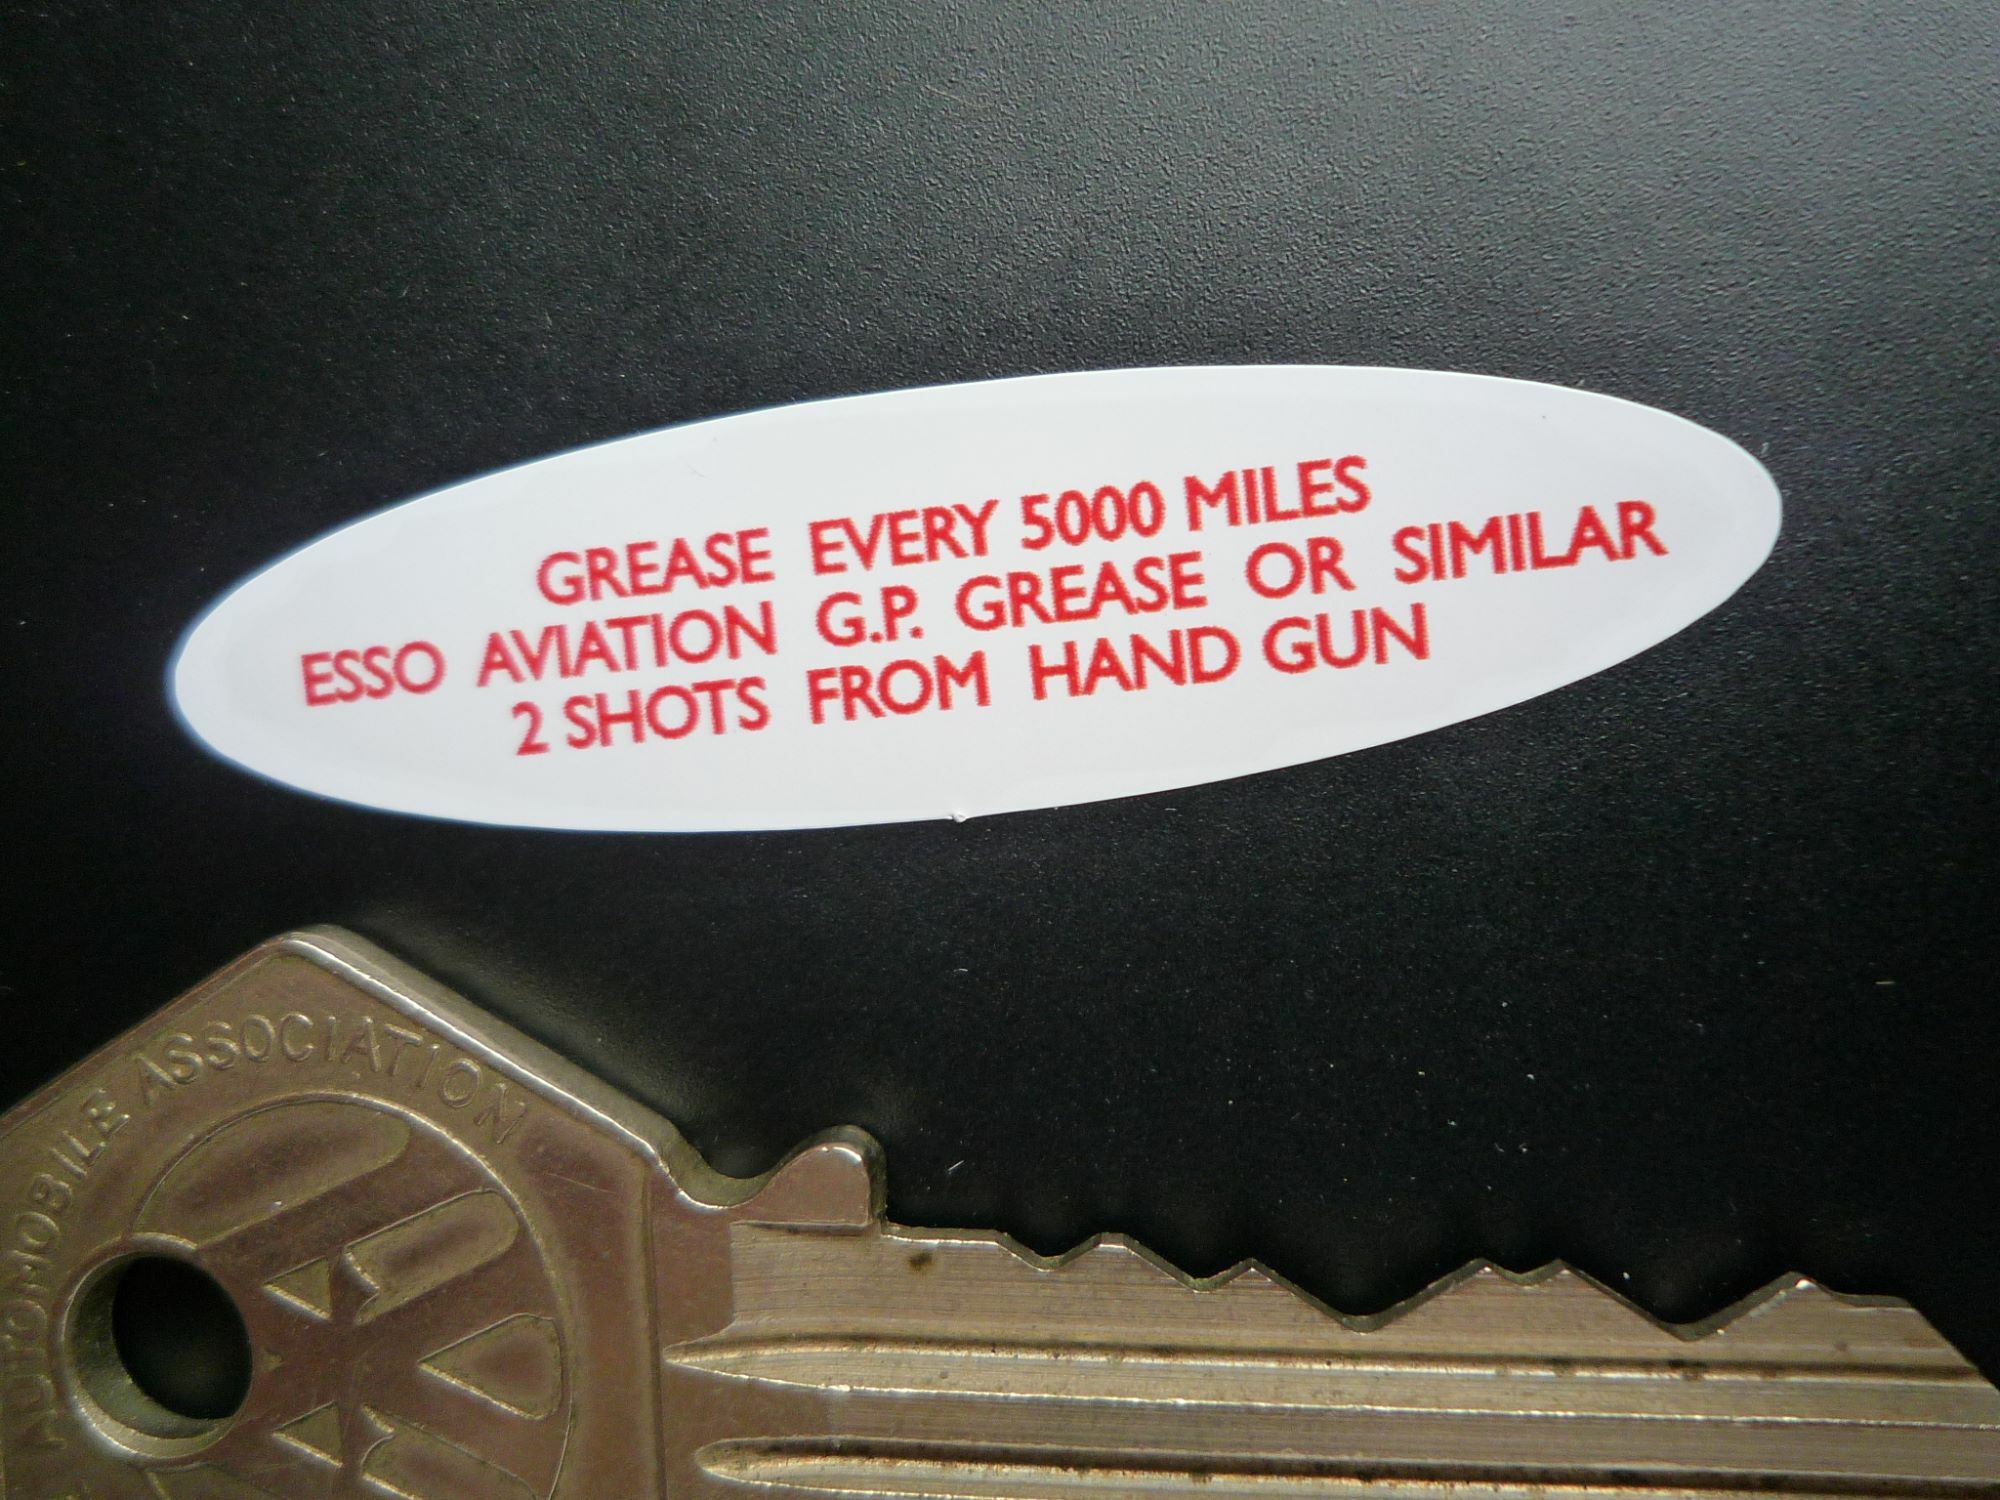 GREASE EVERY 5000 MILES
ESSO AVIATION G.P. GREASE OR SIMILAR
2 SHOTS FROM HAND GUN
AUTOMOBILE ASSOCIATION